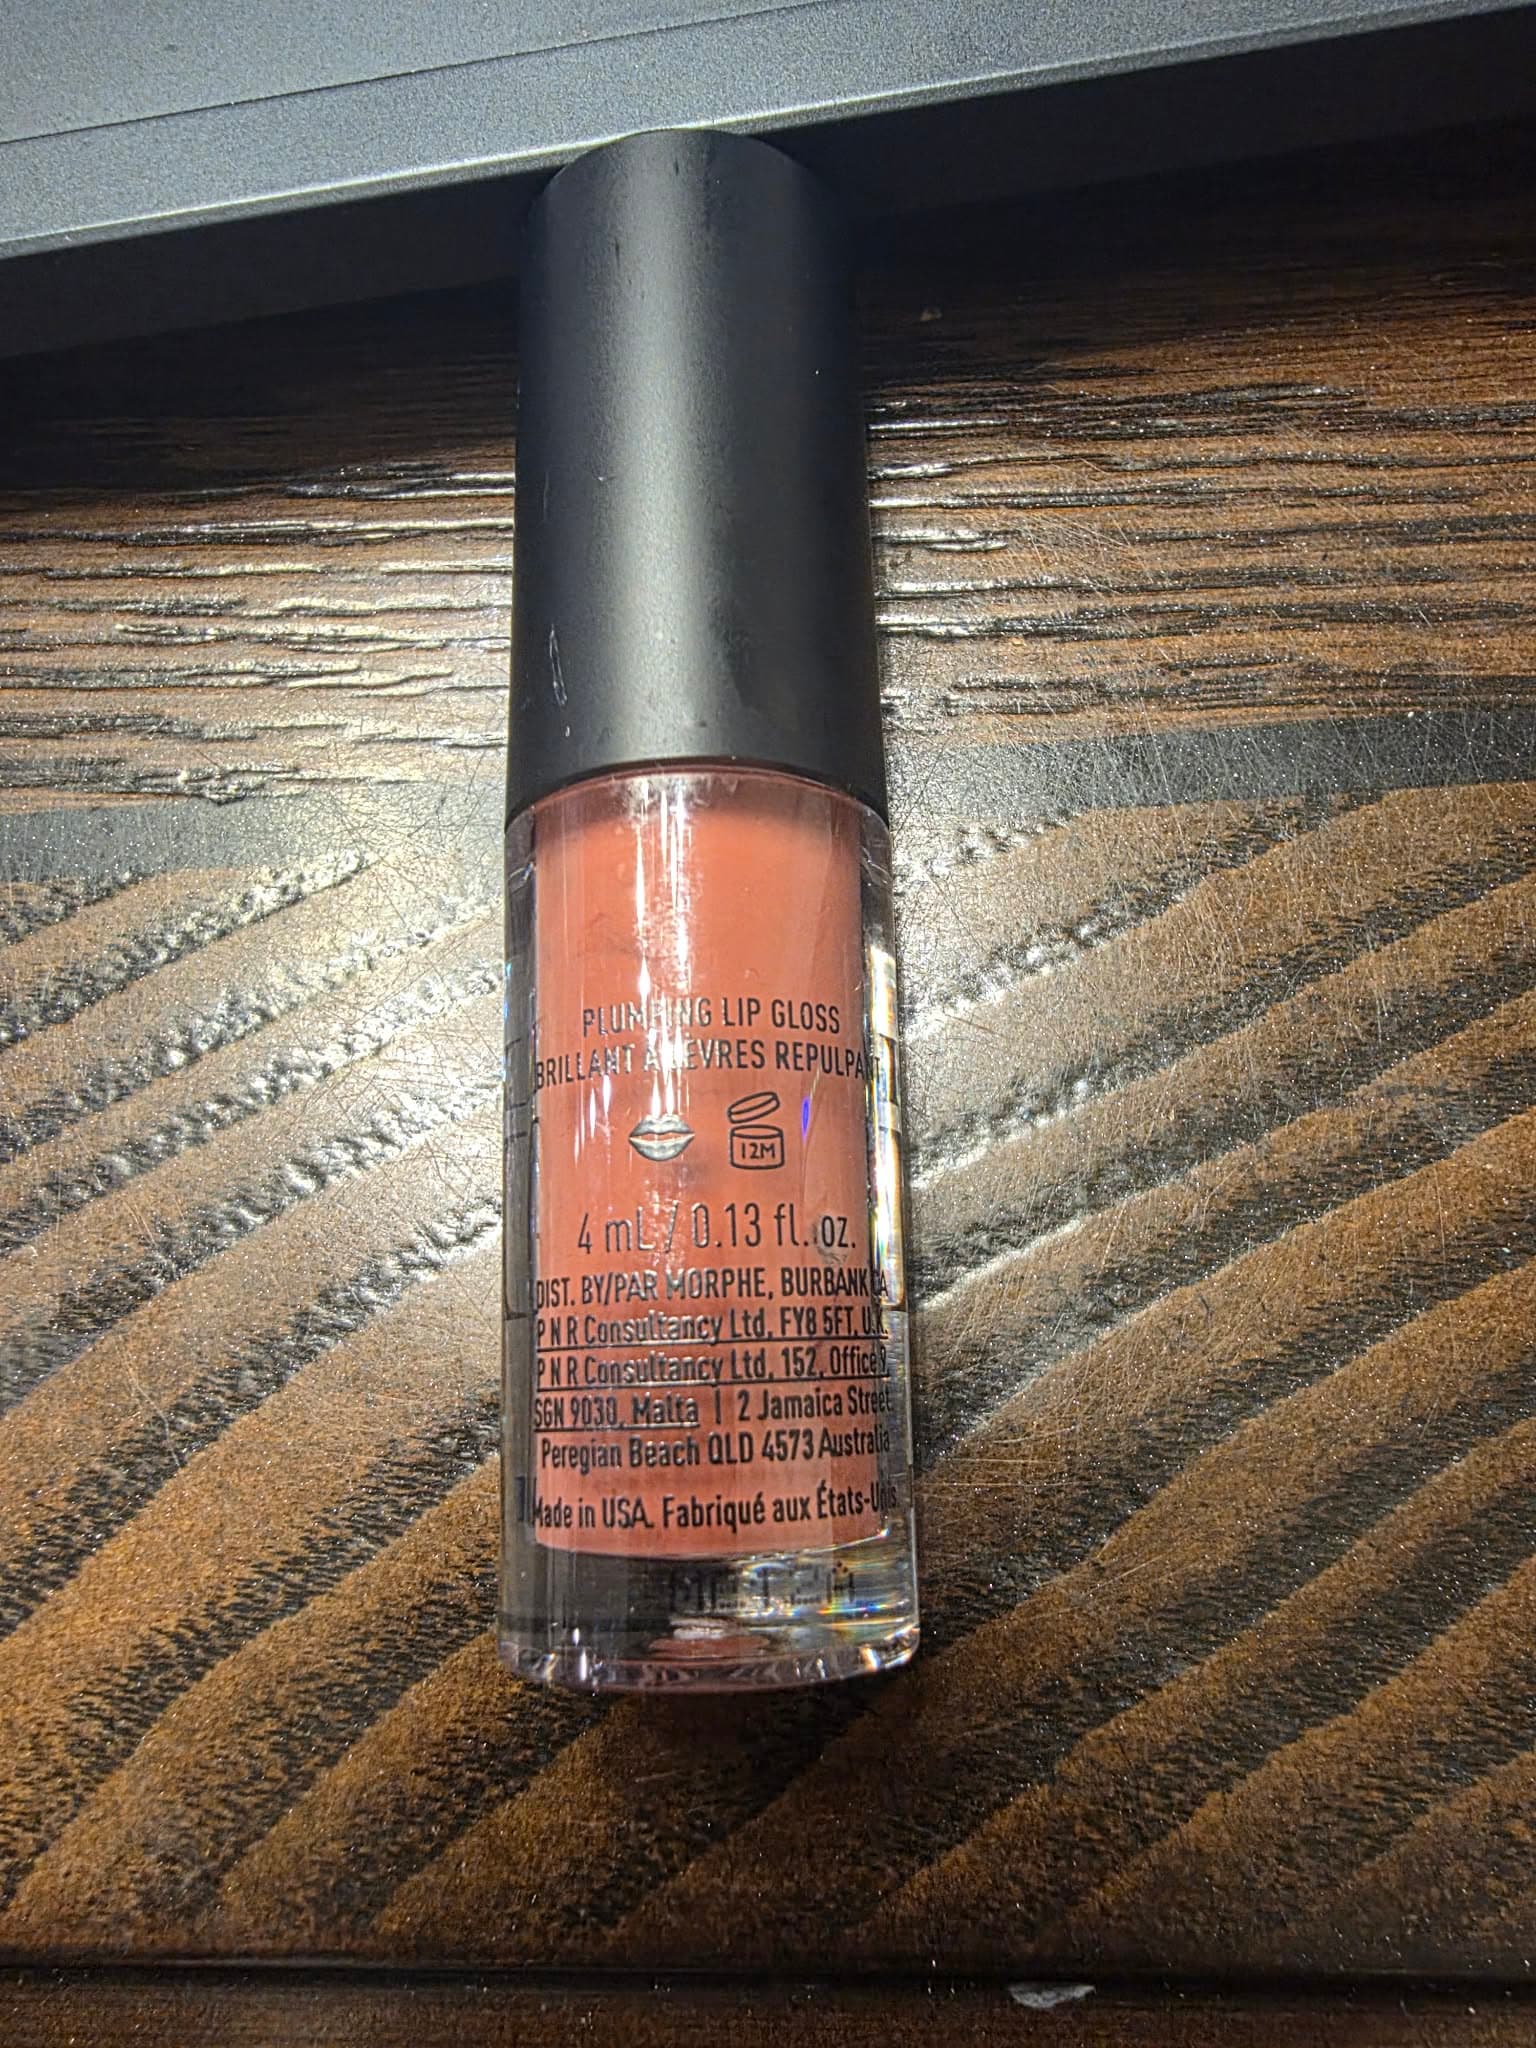 PLUMPING LIP GLOSS
BRILLANT À LÈVRES REPULPANT
12M
4 mL / 0.13 fl. oz.
DIST. BY/PAR MORPHE, BURBANK CA
P N R Consultancy Ltd, FY8 5FT, U.K.
P N R Consultancy Ltd, 152, Office 9,
SGN 9030, Malta | 2 Jamaica Street
Peregian Beach QLD 4573 Australia
Made in USA. Fabriqué aux États-Unis